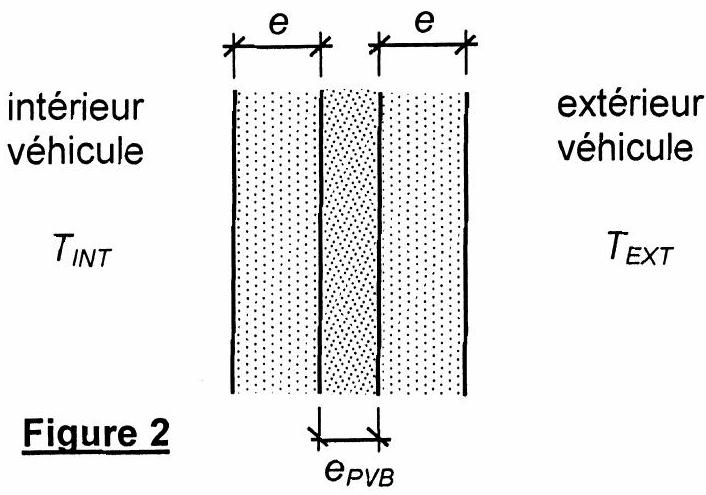 e e
intérieur
véhicule
extérieur
véhicule
T_INT
T_EXT
Figure 2
e_PVB